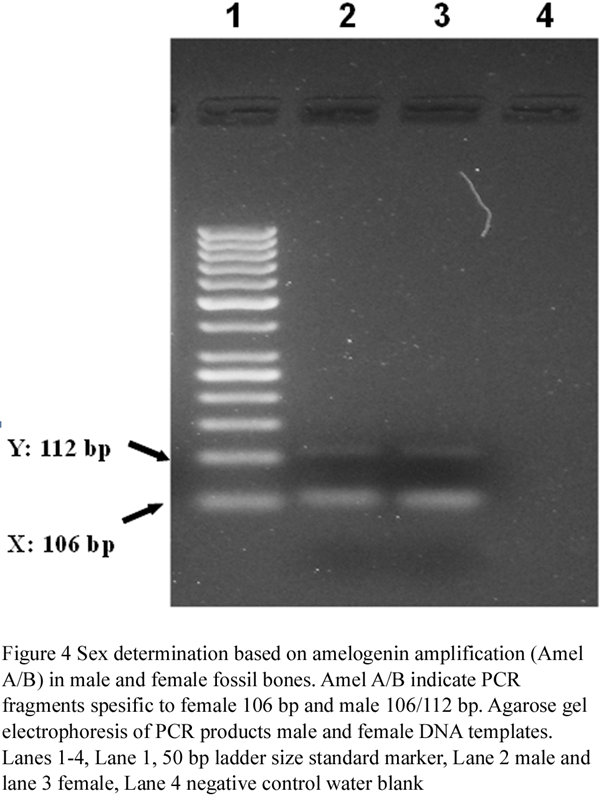 1 2 3 4
Y: 112 bp
X: 106 bp
Figure 4 Sex determination based on amelogenin amplification (Amel
A/B) in male and female fossil bones. Amel A/B indicate PCR
fragments spesific to female 106 bp and male 106/112 bp. Agarose gel
electrophoresis of PCR products male and female DNA templates.
Lanes 1-4, Lane 1, 50 bp ladder size standard marker, Lane 2 male and
lane 3 female, Lane 4 negative control water blank